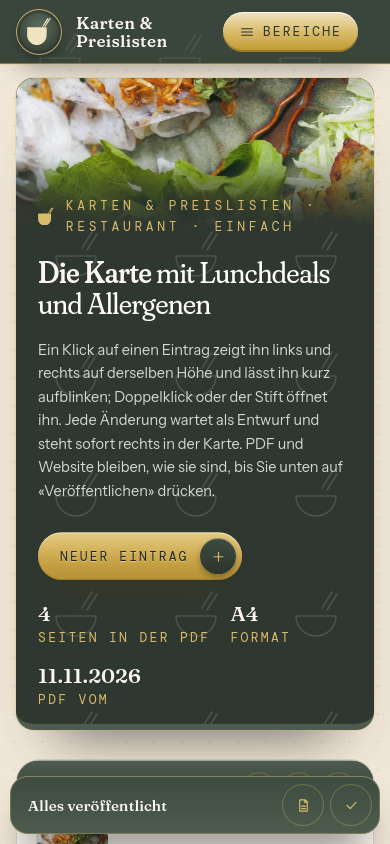 Karten &
Preislisten
BEREICHE
KARTEN & PREISLISTEN ·
RESTAURANT · EINFACH
Die Karte mit Lunchdeals
und Allergenen
Ein Klick auf einen Eintrag zeigt ihn links und
rechts auf derselben Höhe und lässt ihn kurz
aufblinken; Doppelklick oder der Stift öffnet
ihn. Jede Änderung wartet als Entwurf und
steht sofort rechts in der Karte. PDF und
Website bleiben, wie sie sind, bis Sie unten auf
«Veröffentlichen» drücken.
NEUER EINTRAG
4
SEITEN IN DER PDF
A4
FORMAT
11.11.2026
PDF VOM
Alles veröffentlicht